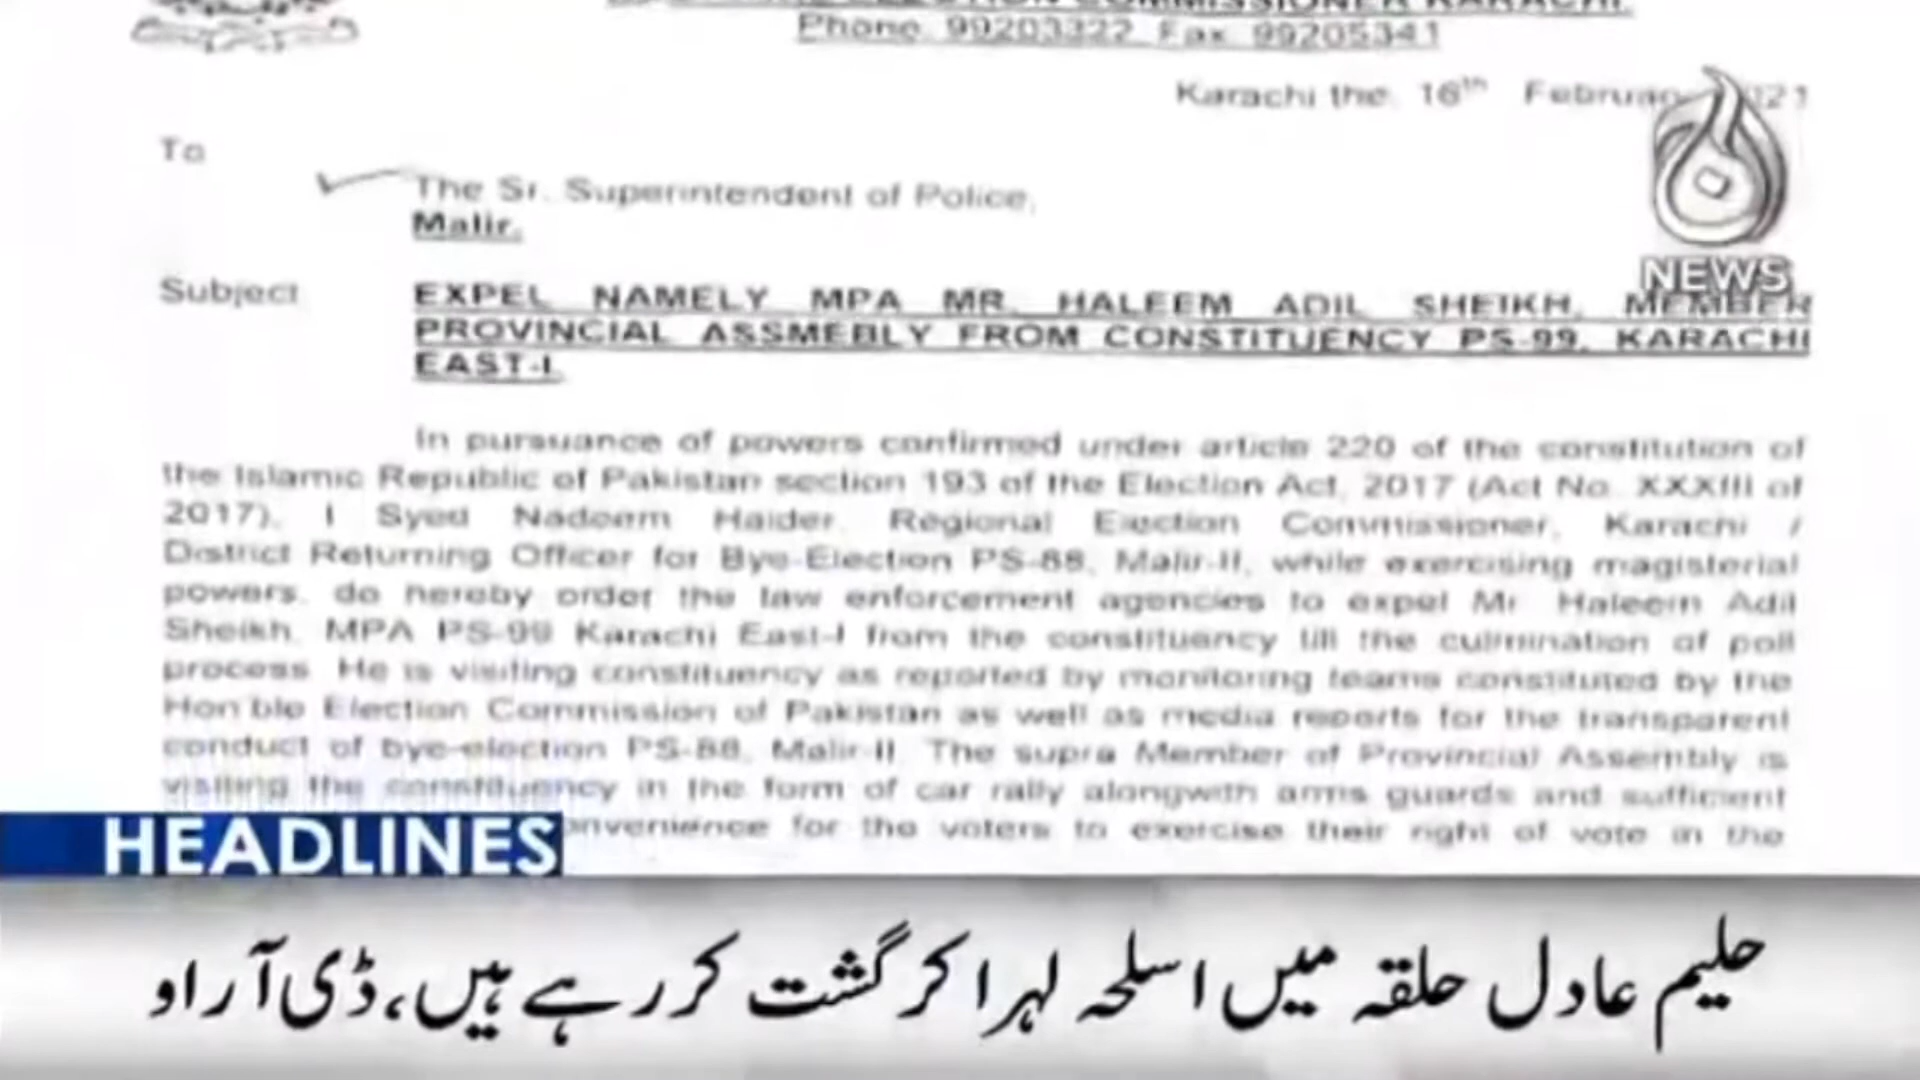 ELECTION COMMISSIONER KARACHI.
Phone. 99203322. Fax. 99205341
Karachi the, 16th
To
The Sr. Superintendent of Police,
Malir.
Subject
EXPEL NAMELY MPA MR. HALEEM ADIL SHEIKH, MEMBER
PROVINCIAL ASSMEBLY FROM CONSTITUENCY PS-99, KARACHI
EAST-I.
NEWS
In pursuance of powers confirmed under article 220 of the constitution of
the Islamic Republic of Pakistan section 193 of the Election Act, 2017 (Act No. XXXIII of
2017), I Syed Nadeem Haider, Regional Election Commissioner, Karachi /
District Returning Officer for Bye-Election PS-88, Malir-II, while exercising magisterial
powers, do hereby order the law enforcement agencies to expel Mr. Haleem Adil
Sheikh, MPA PS-99 Karachi East-I from the constituency till the culmination of poll
process. He is visiting constituency as reported by monitoring teams constituted by the
Hon'ble Election Commission of Pakistan as well as media reports for the transparent
conduct of bye-election PS-88, Malir-II. The supra Member of Provincial Assembly is
visiting the constituency in the form of car rally alongwith arms guards and sufficient
for the voters to exercise their right of vote in the
HEADLINES
حلیم عادل حلقہ میں اسلحہ لہرا کر گشت کر رہے ہیں، ڈی آر او